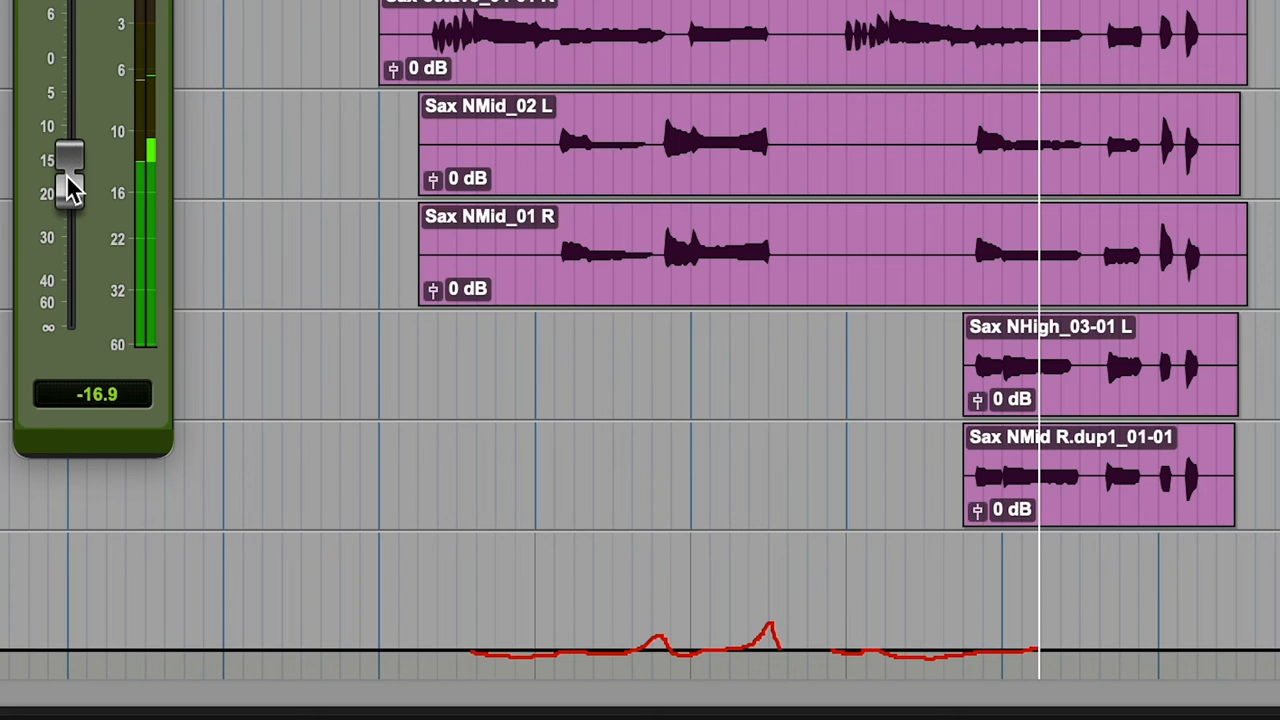 6
0
5
10
15
20
30
40
60
∞
3
6
10
16
22
32
60
-16.9
0 dB
Sax NMid_02 L
0 dB
Sax NMid_01 R
0 dB
Sax NHigh_03-01 L
0 dB
Sax NMid R.dup1_01-01
0 dB